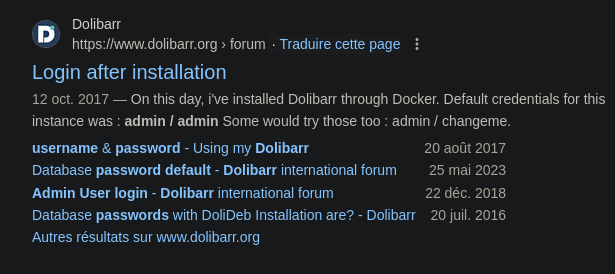 Dolibarr
https://www.dolibarr.org › forum · Traduire cette page
Login after installation
12 oct. 2017 — On this day, i've installed Dolibarr through Docker. Default credentials for this
instance was : admin / admin Some would try those too : admin / changeme.
username & password - Using my Dolibarr 20 août 2017
Database password default - Dolibarr international forum 25 mai 2023
Admin User login - Dolibarr international forum 22 déc. 2018
Database passwords with DoliDeb Installation are? - Dolibarr 20 juil. 2016
Autres résultats sur www.dolibarr.org